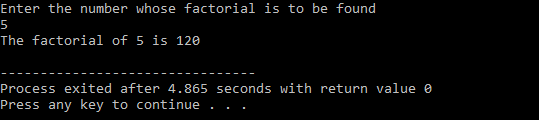 Enter the number whose factorial is to be found
5
The factorial of 5 is 120
--------------------------------
Process exited after 4.865 seconds with return value 0
Press any key to continue . . .